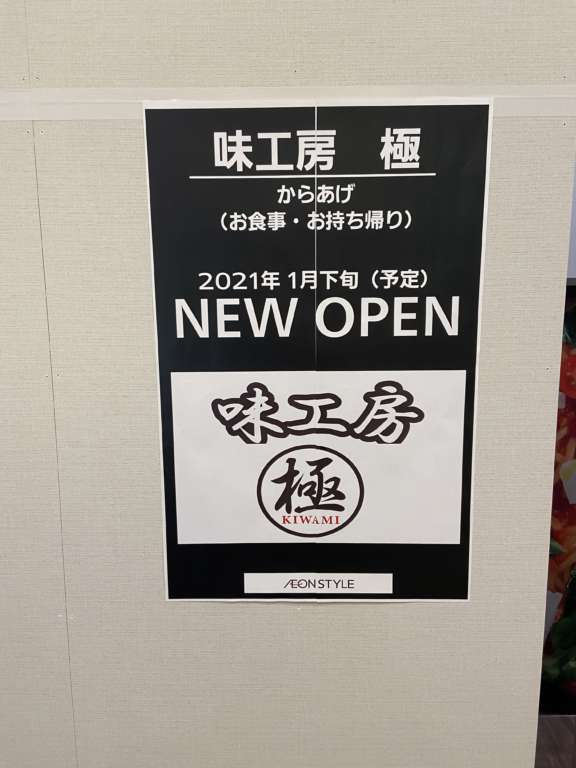 味工房　極
からあげ
（お食事・お持ち帰り）
2021年 1月下旬（予定）
NEW OPEN
味工房
極
KIWAMI
ÆON STYLE